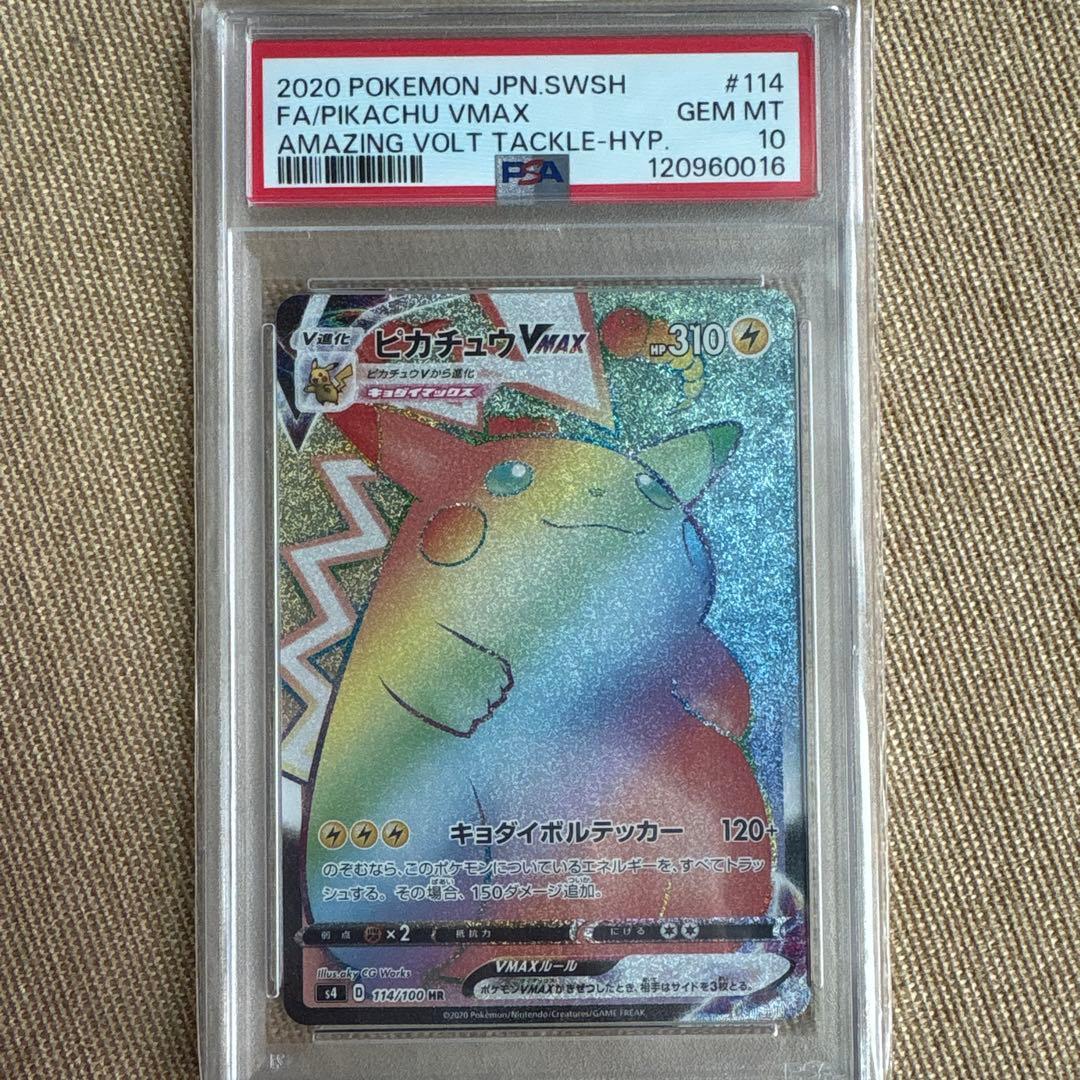 2020 POKEMON JPN.SWSH #114
FA/PIKACHU VMAX GEM MT
AMAZING VOLT TACKLE-HYP. 10
PSA 120960016
V進化 ピカチュウVMAX HP310
ピカチュウVから進化
キョダイマックス
キョダイボルテッカー 120+
のぞむなら、このポケモンについているエネルギーを、すべてトラッ
シュする。その場合、150ダメージ追加。
弱点 ×2 抵抗力 にげる
illus.aky CG Works VMAXルール
ポケモンVMAXがきぜつしたとき、相手はサイドを3枚とる。
s4 D 114/100 HR
©2020 Pokémon/Nintendo/Creatures/GAME FREAK.